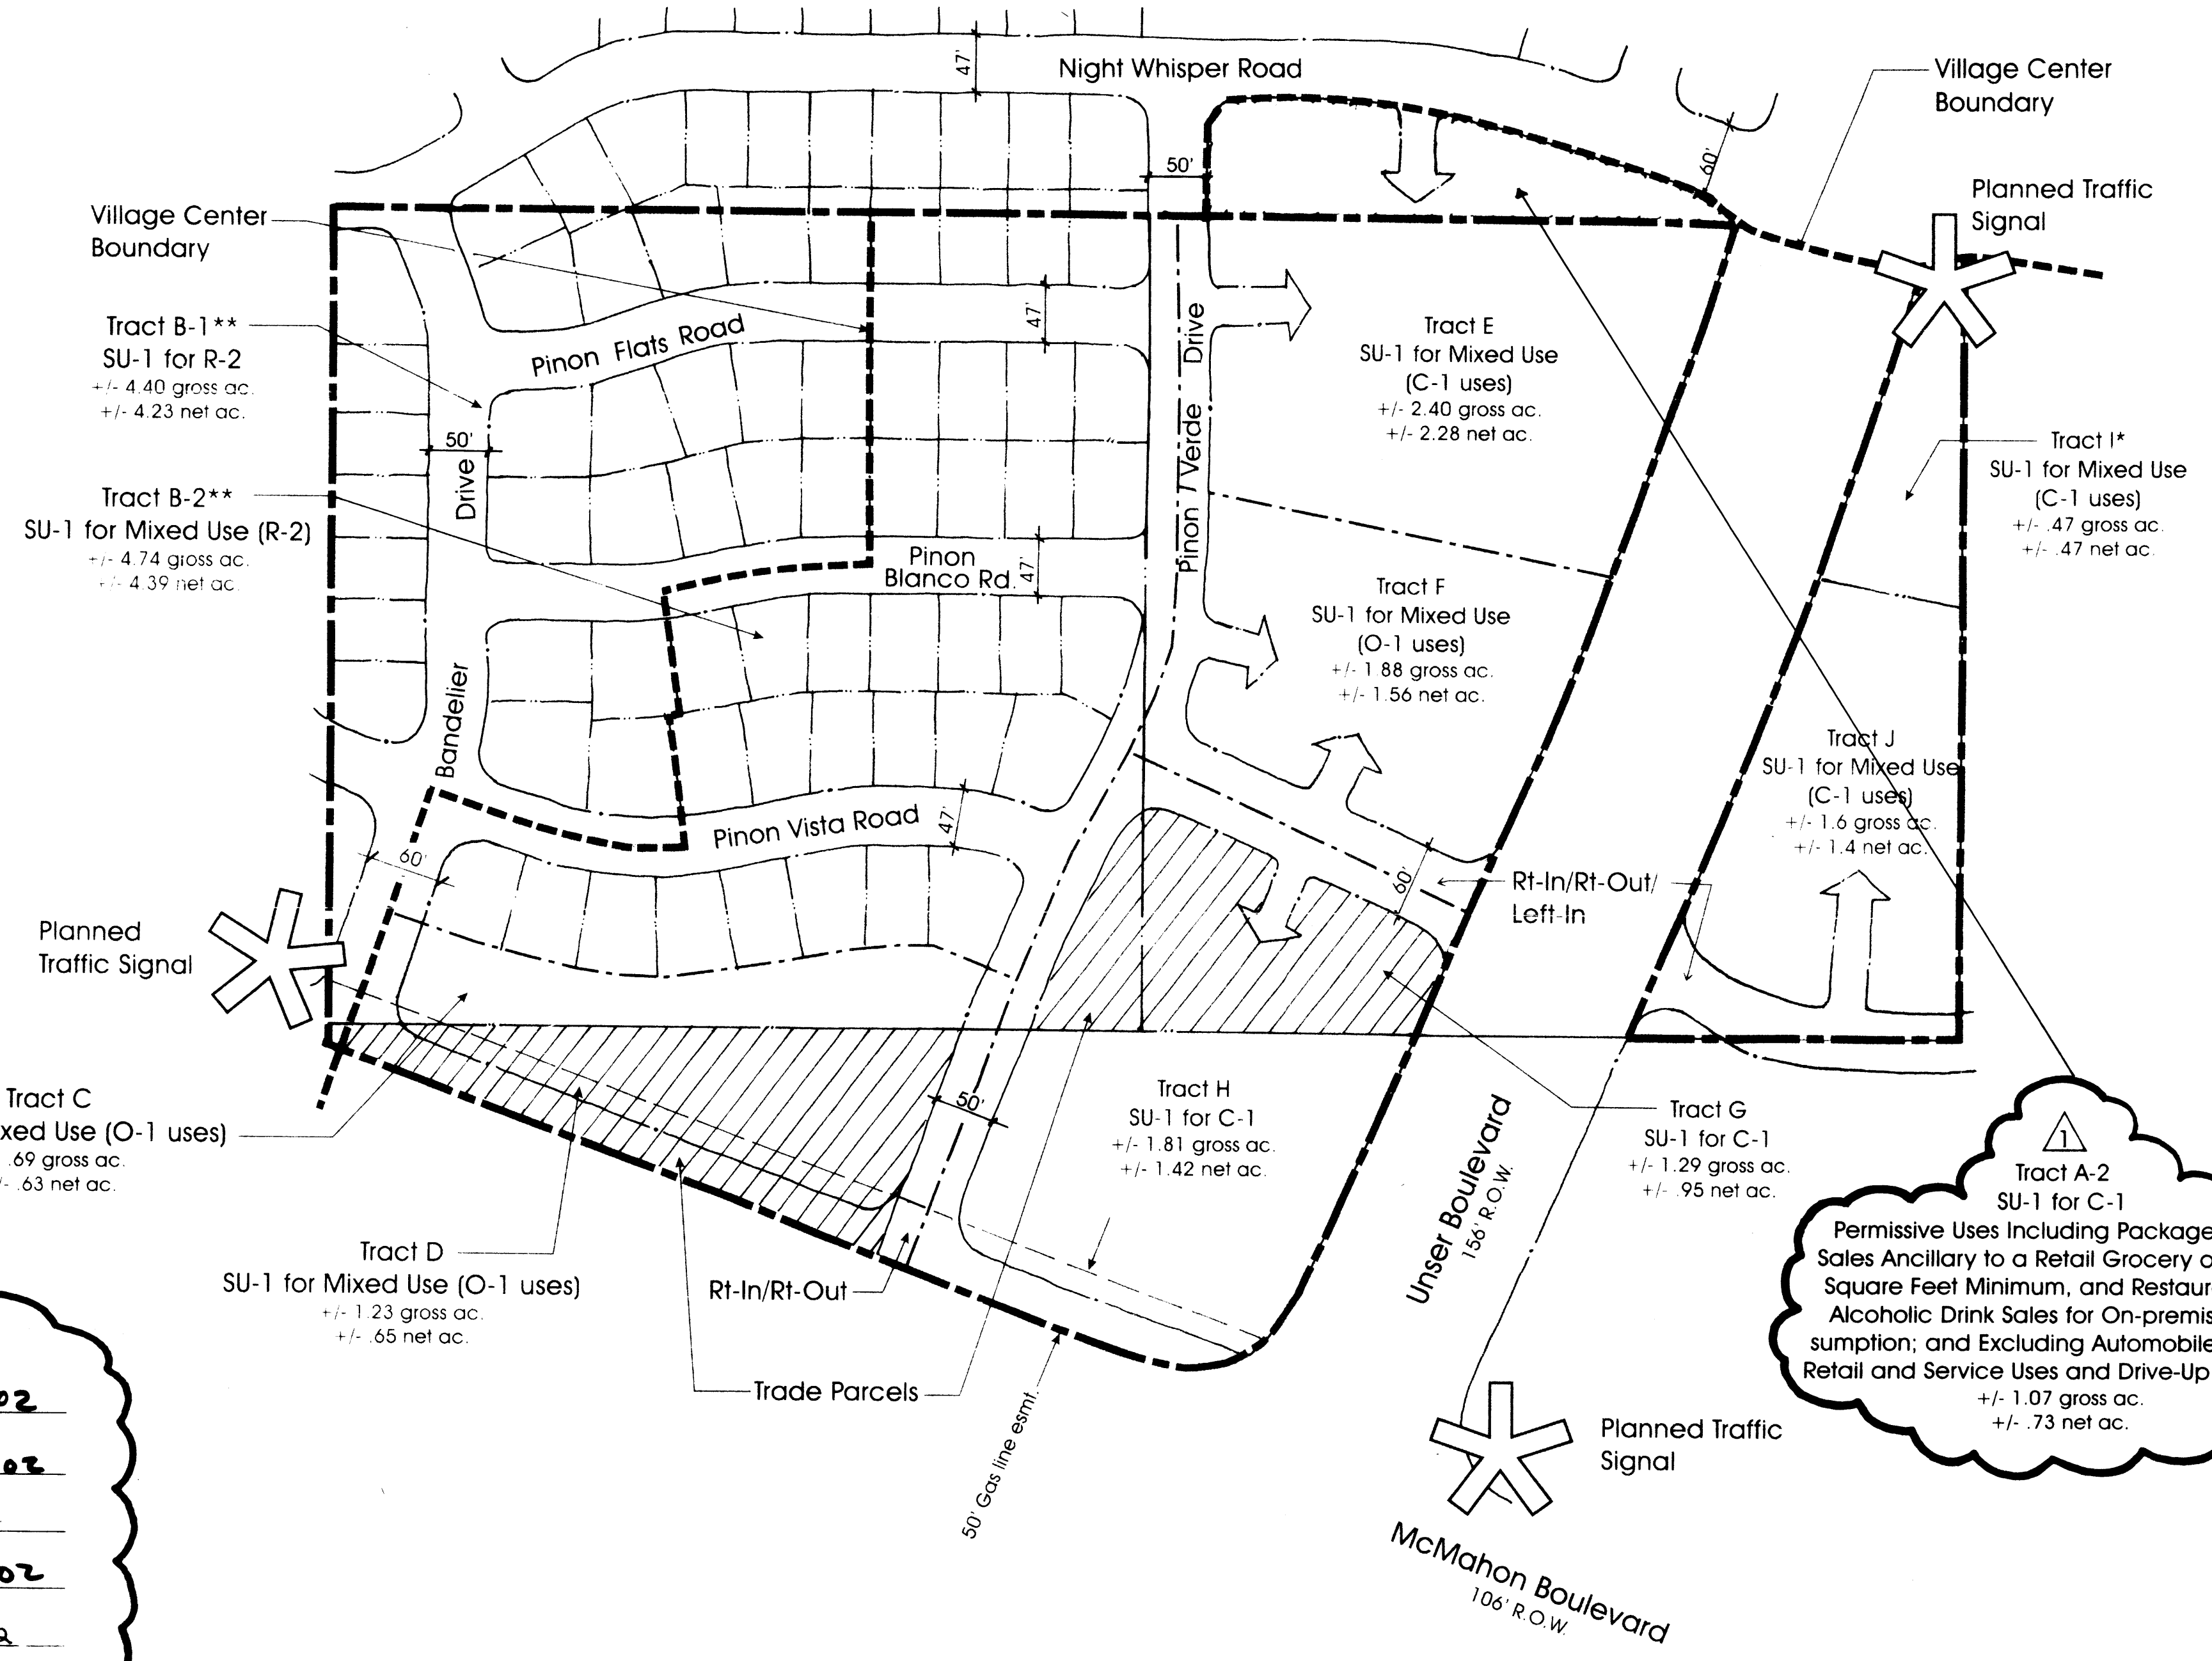 47'
Night Whisper Road
Village Center
Boundary
60'
50'
Planned Traffic
Signal
Village Center
Boundary
Pinon Flats Road
47'
Tract B-1**
SU-1 for R-2
+/- 4.40 gross ac.
+/- 4.23 net ac.
50'
Drive
Bandelier
Pinon Verde Drive
Tract E
SU-1 for Mixed Use
(C-1 uses)
+/- 2.40 gross ac.
+/- 2.28 net ac.
Tract I*
SU-1 for Mixed Use
(C-1 uses)
+/- .47 gross ac.
+/- .47 net ac.
Tract B-2**
SU-1 for Mixed Use (R-2)
+/- 4.74 gross ac.
+/- 4.39 net ac.
Pinon
Blanco Rd.
47'
Tract F
SU-1 for Mixed Use
(O-1 uses)
+/- 1.88 gross ac.
+/- 1.56 net ac.
Tract J
SU-1 for Mixed Use
(C-1 uses)
+/- 1.6 gross ac.
+/- 1.4 net ac.
Pinon Vista Road
47'
60'
60'
Rt-In/Rt-Out/
Left-In
Planned
Traffic Signal
Tract C
xed Use (O-1 uses)
.69 gross ac.
/- .63 net ac.
50'
Tract H
SU-1 for C-1
+/- 1.81 gross ac.
+/- 1.42 net ac.
Unser Boulevard
156' R.O.W.
Tract G
SU-1 for C-1
+/- 1.29 gross ac.
+/- .95 net ac.
1
Tract A-2
SU-1 for C-1
Permissive Uses Including Package
Sales Ancillary to a Retail Grocery o
Square Feet Minimum, and Restaur
Alcoholic Drink Sales for On-premis
sumption; and Excluding Automobile
Retail and Service Uses and Drive-Up
+/- 1.07 gross ac.
+/- .73 net ac.
Tract D
SU-1 for Mixed Use (O-1 uses)
+/- 1.23 gross ac.
+/- .65 net ac.
Rt-In/Rt-Out
Trade Parcels
50' Gas line esmt.
Planned Traffic
Signal
McMahon Boulevard
106' R.O.W.
02
02
02